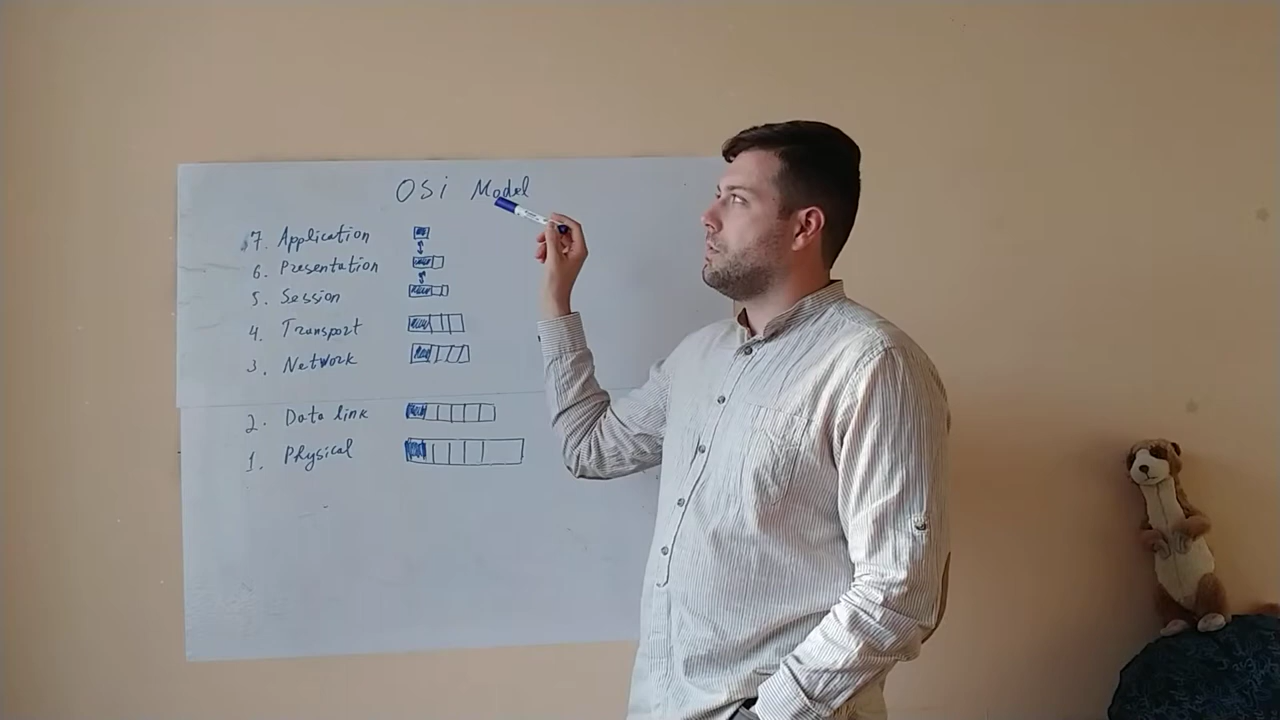 OSi Model
7. Application
6. Presentation
5. Session
4. Transport
3. Network
2. Data link
1. Physical